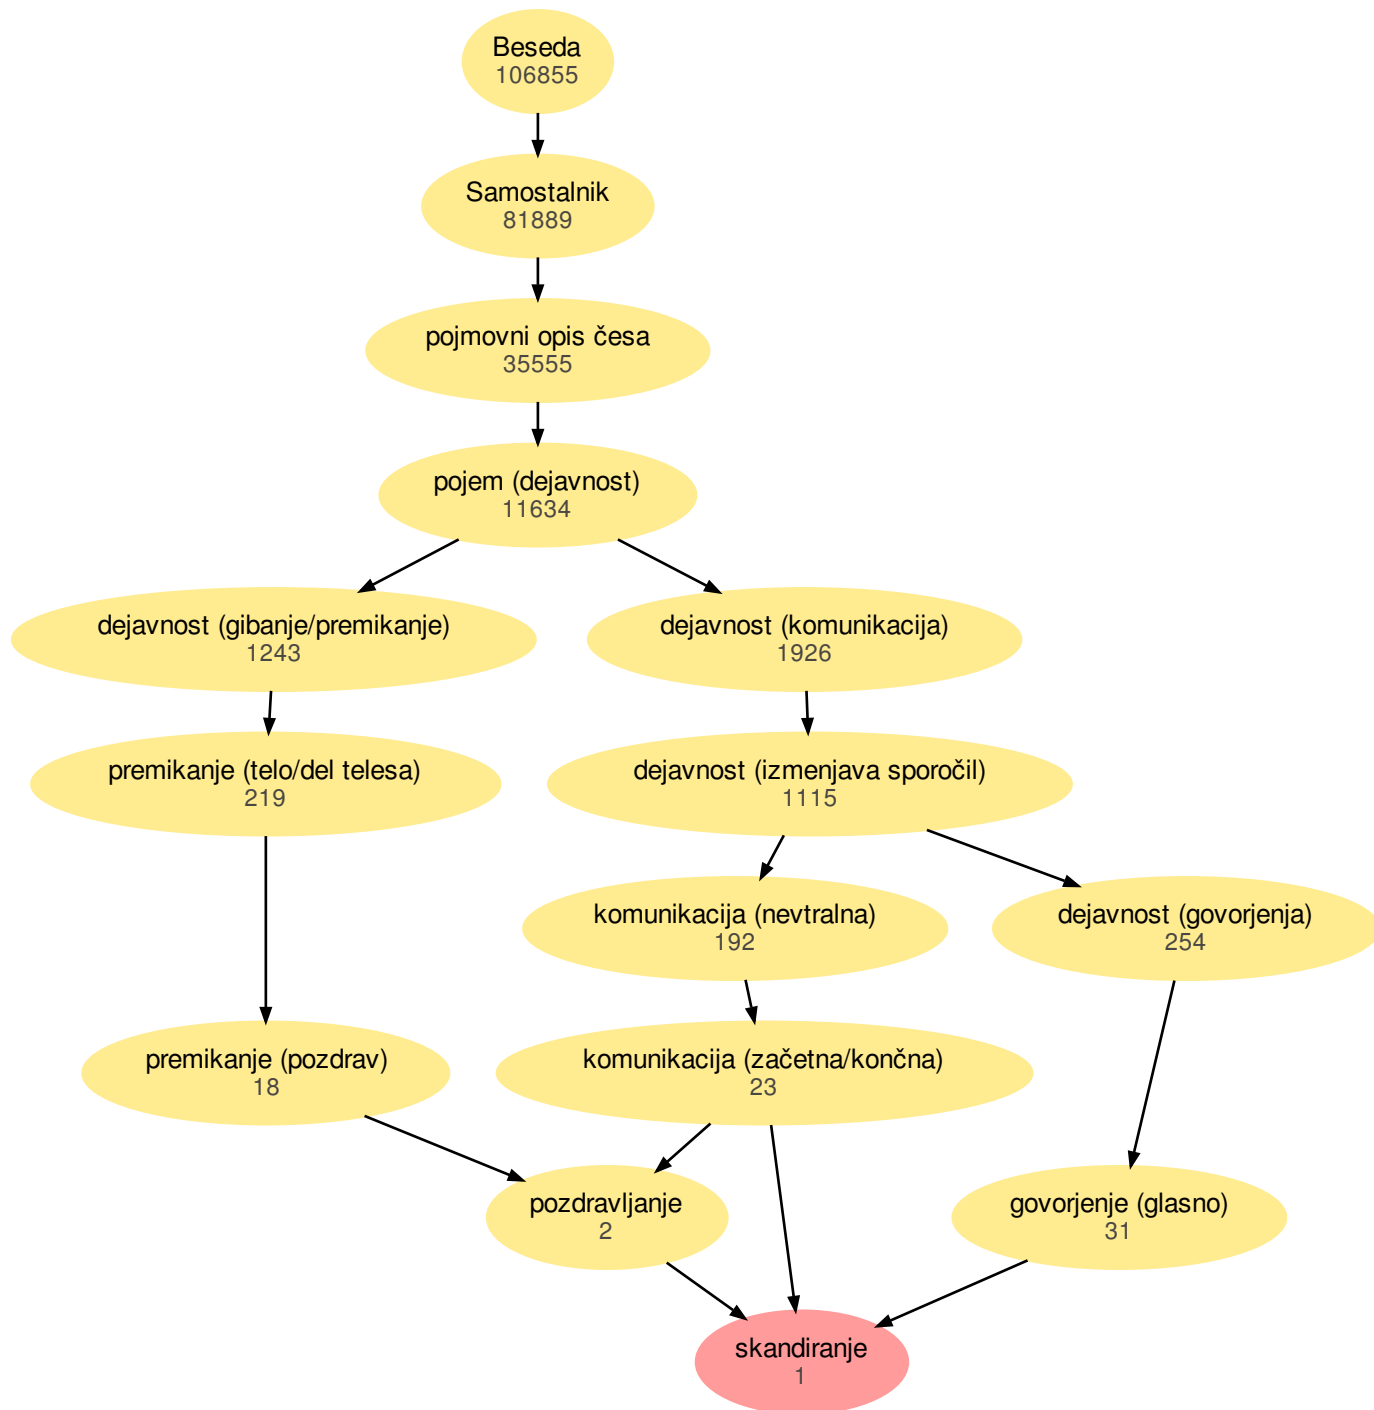 Beseda
106855
Samostalnik
81889
pojmovni opis česa
35555
pojem (dejavnost)
11634
dejavnost (gibanje/premikanje)
1243
dejavnost (komunikacija)
1926
premikanje (telo/del telesa)
219
dejavnost (izmenjava sporočil)
1115
komunikacija (nevtralna)
192
dejavnost (govorjenja)
254
premikanje (pozdrav)
18
komunikacija (začetna/končna)
23
pozdravljanje
2
govorjenje (glasno)
31
skandiranje
1